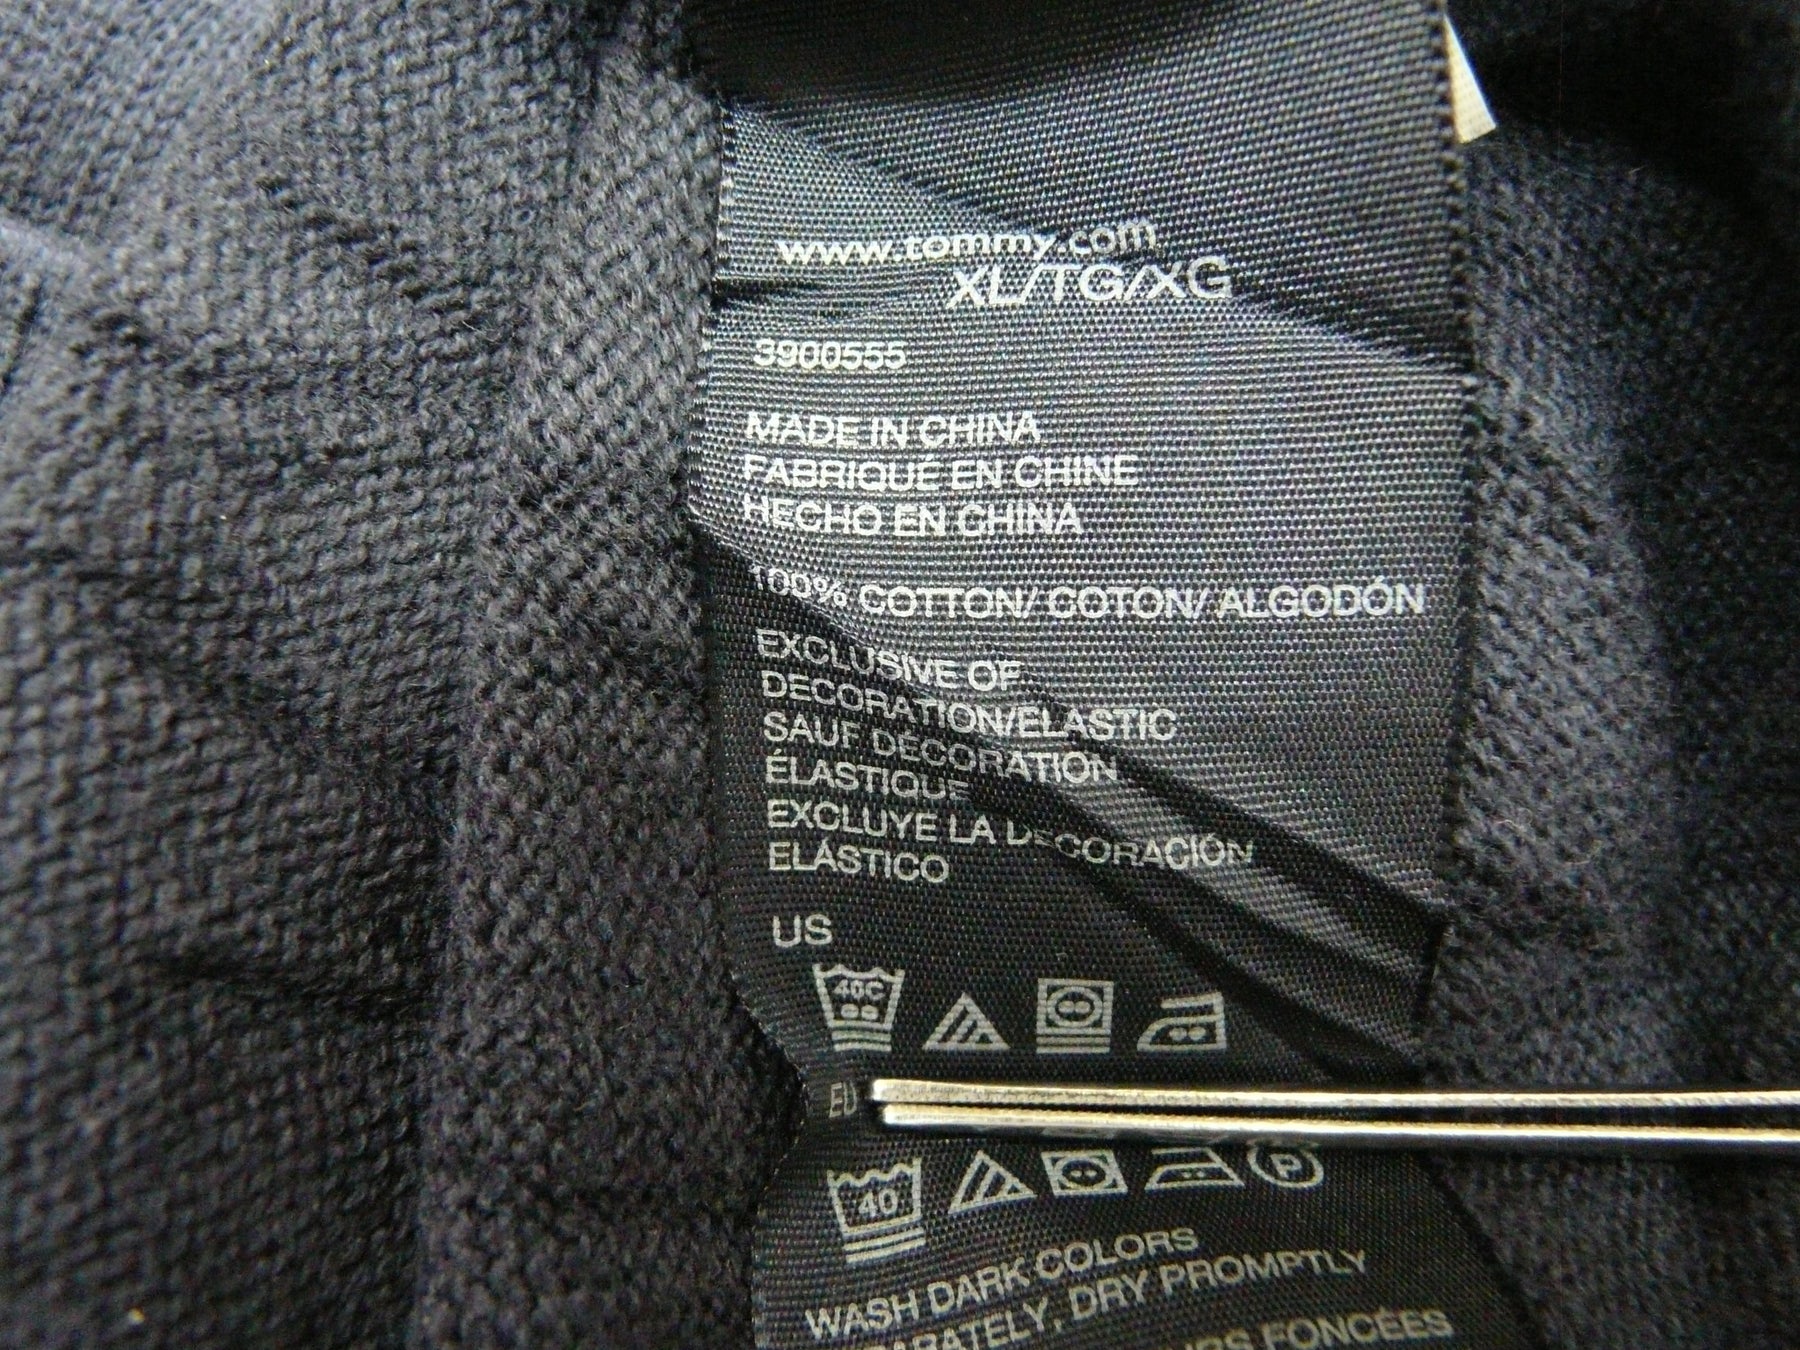 www.tommy.com
XL/TG/XG
3900555
MADE IN CHINA
FABRIQUÉ EN CHINE
HECHO EN CHINA
100% COTTON/ COTON/ ALGODÓN
EXCLUSIVE OF
DECORATION/ELASTIC
SAUF DÉCORATION
ÉLASTIQUE
EXCLUYE LA DECORACIÓN
ELÁSTICO
US
40C
EU
40
P
WASH DARK COLORS
DRY PROMPTLY
FONCÉES